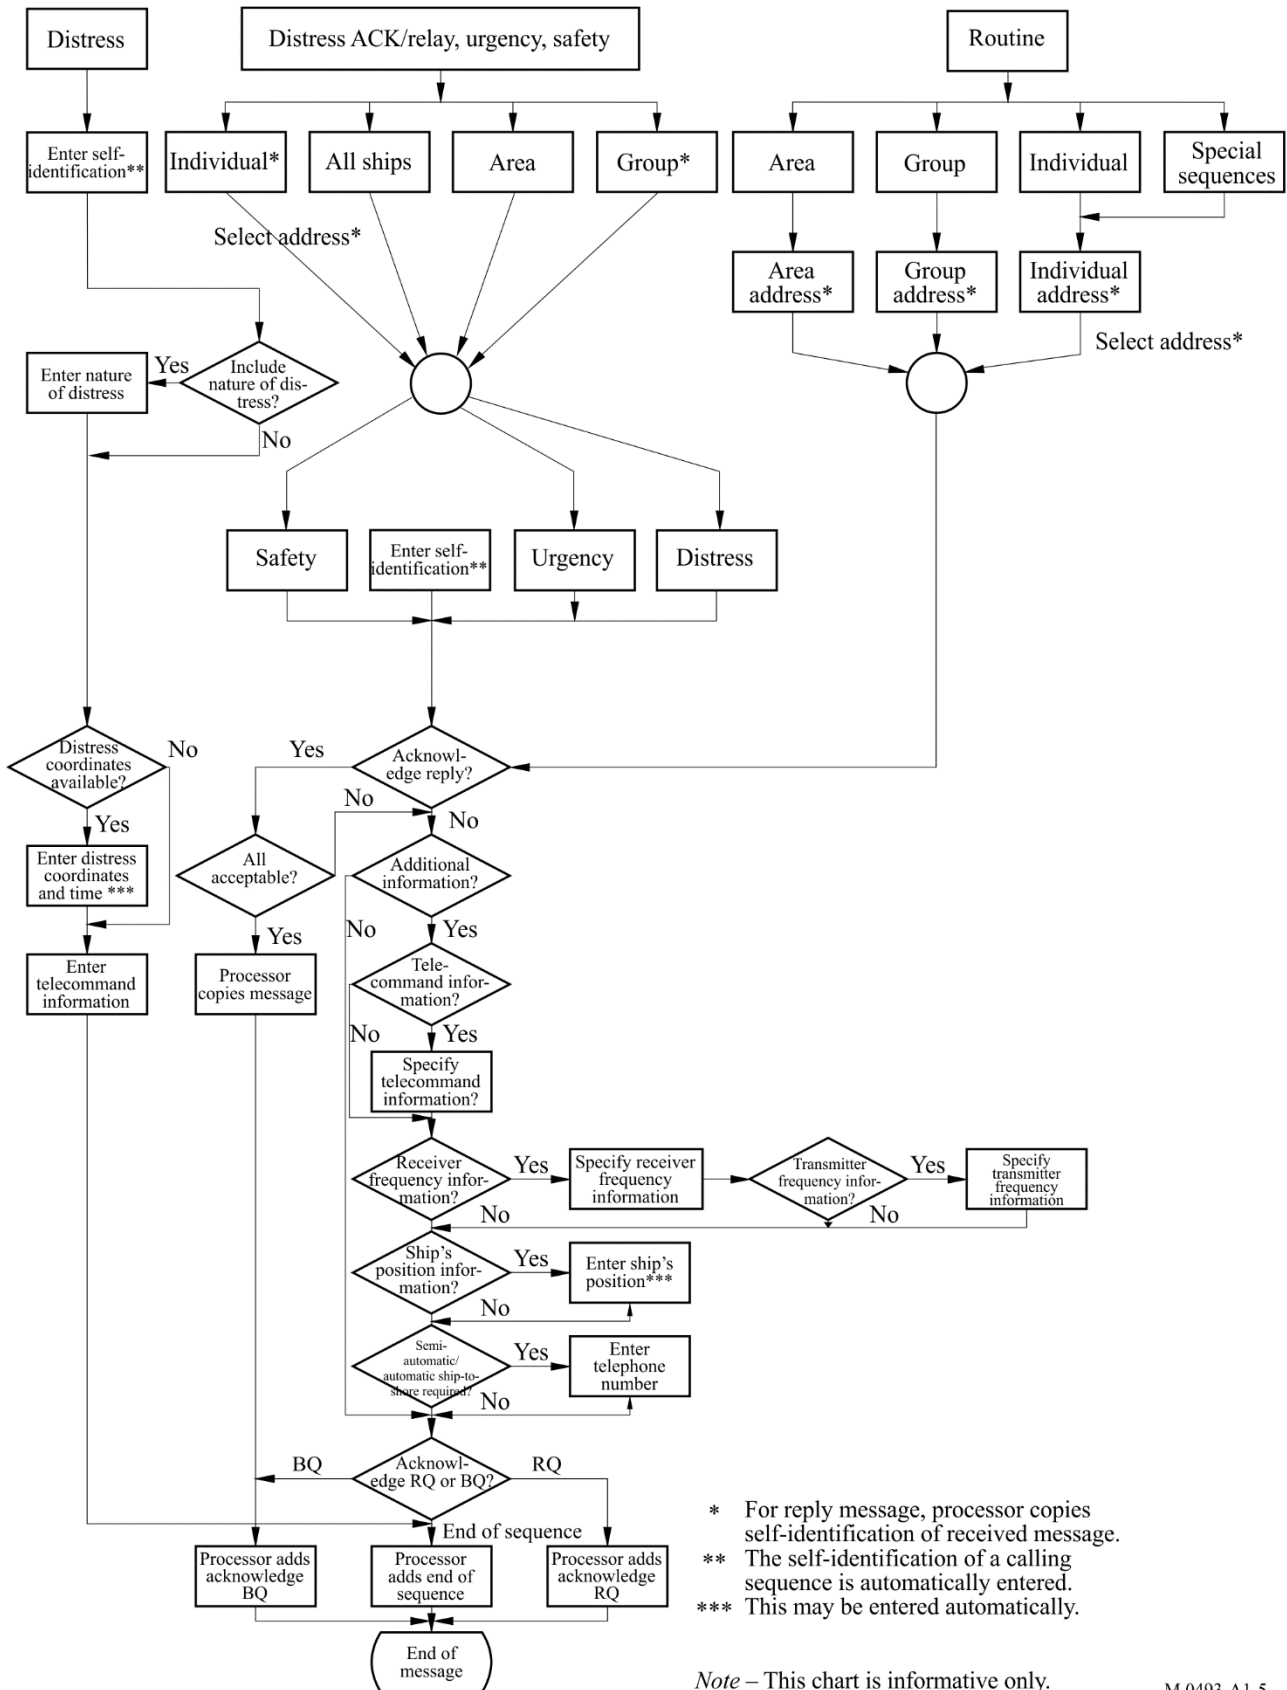 Distress
Distress ACK/relay, urgency, safety
Routine
Enter self-
identification**
Individual*
All ships
Area
Group*
Area
Group
Individual
Special
sequences
Select address*
Area
address*
Group
address*
Individual
address*
Select address*
Enter nature
of distress
Yes
Include
nature of dis-
tress?
No
Safety
Enter self-
identification**
Urgency
Distress
Distress
coordinates
available?
No
Yes
Yes
Acknowl-
edge reply?
No
No
Enter distress
coordinates
and time ***
All
acceptable?
Additional
information?
Yes
No
Yes
Enter
telecommand
information
Processor
copies message
Tele-
command infor-
mation?
No
Yes
Specify
telecommand
information?
Receiver
frequency infor-
mation?
Yes
Specify receiver
frequency
information
Transmitter
frequency infor-
mation?
Yes
Specify
transmitter
frequency
information
No
No
Ship's
position infor-
mation?
Yes
Enter ship's
position***
No
Semi-
automatic/
automatic ship-to-
shore required?
Yes
Enter
telephone
number
No
BQ
Acknowl-
edge RQ or BQ?
RQ
End of sequence
Processor adds
acknowledge
BQ
Processor
adds end of
sequence
Processor adds
acknowledge
RQ
End of
message
* For reply message, processor copies
self-identification of received message.
** The self-identification of a calling
sequence is automatically entered.
*** This may be entered automatically.
Note – This chart is informative only.
M.0493-A1-5